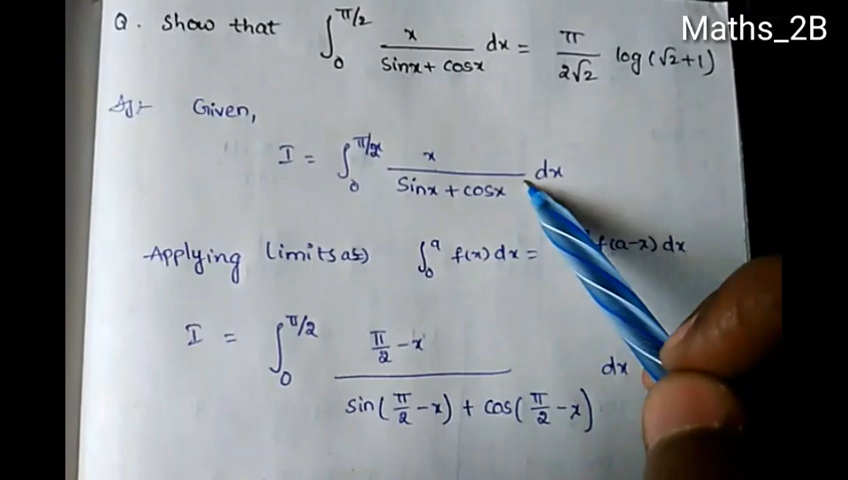 Maths_2B
Q. Show that ∫₀^π/2 x/(sinx + cosx) dx = π/(2√2) log(√2+1)
Given,
I = ∫₀^π/2 x/(sinx + cosx) dx
Applying limits as) ∫₀^a f(x) dx = f(a-x) dx
I = ∫₀^π/2 (π/2 - x)/(sin(π/2 - x) + cos(π/2 - x)) dx